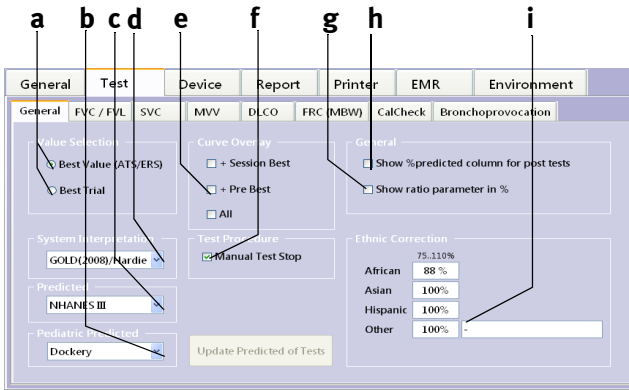 a b c d e f g h i
General Test Device Report Printer EMR Environment
General FVC / FVL SVC MVV DLCO FRC (MBW) CalCheck Bronchoprovocation
Value Selection
Best Value (ATS/ERS)
Best Trial
Curve Overlay
+ Session Best
+ Pre Best
All
General
Show %predicted column for post tests
Show ratio parameter in %
System Interpretation
GOLD(2008)/Hardie
Test Procedure
Manual Test Stop
Predicted
NHANES III
Pediatric Predicted
Dockery
Update Predicted of Tests
Ethnic Correction
75..110%
African 88 %
Asian 100%
Hispanic 100%
Other 100% -